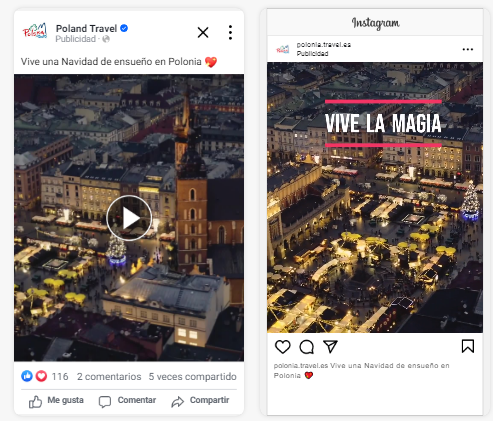 Polonia
Poland Travel
Publicidad ·
Vive una Navidad de ensueño en Polonia
116 2 comentarios 5 veces compartido
Me gusta Comentar Compartir
Instagram
polonia.travel.es
Publicidad
VIVE LA MAGIA
polonia.travel.es Vive una Navidad de ensueño en
Polonia